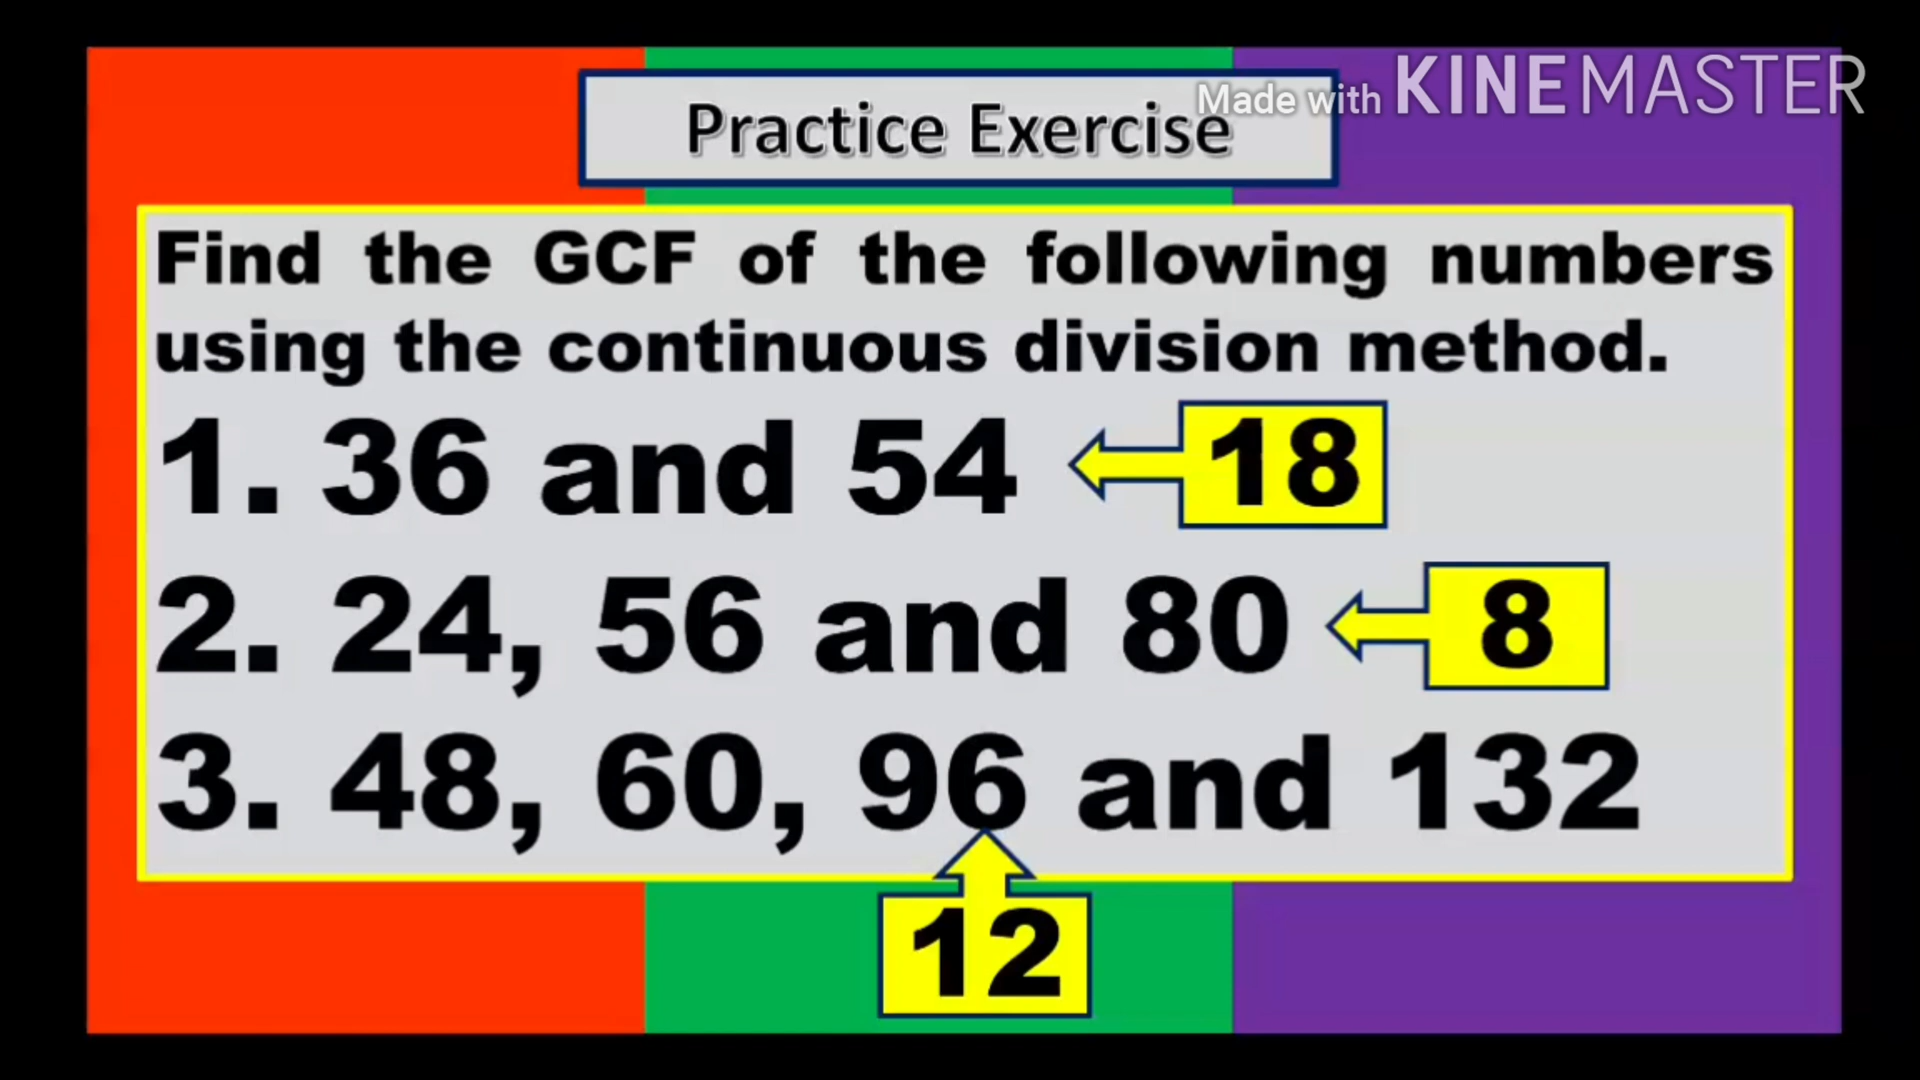 Made with KINEMASTER
Practice Exercise
Find the GCF of the following numbers
using the continuous division method.
1. 36 and 54 18
2. 24, 56 and 80 8
3. 48, 60, 96 and 132
12